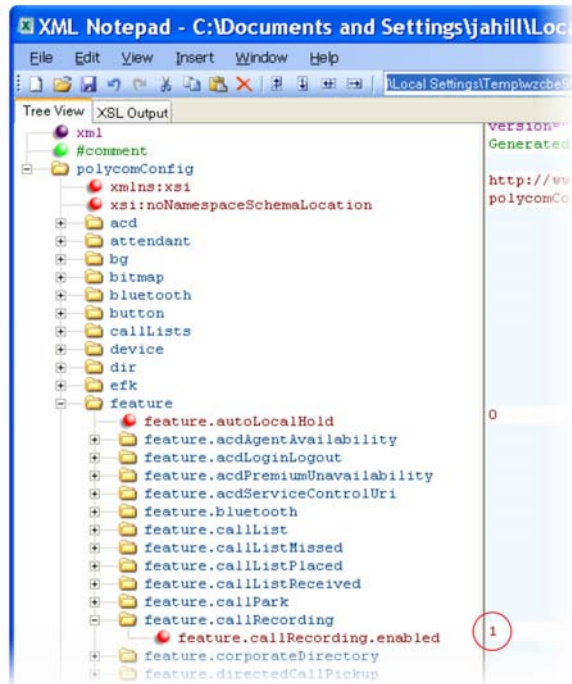 XML Notepad - C:\Documents and Settings\jahill\Loca
File Edit View Insert Window Help
\Local Settings\Temp\wzcbe9
Tree View XSL Output
xml version="
#comment Generated
polycomConfig
xmlns:xsi http://ww
xsi:noNamespaceSchemaLocation polycomCo
acd
attendant
bg
bitmap
bluetooth
button
callLists
device
dir
efk
feature
feature.autoLocalHold 0
feature.acdAgentAvailability
feature.acdLoginLogout
feature.acdPremiumUnavailability
feature.acdServiceControlUri
feature.bluetooth
feature.callList
feature.callListMissed
feature.callListPlaced
feature.callListReceived
feature.callPark
feature.callRecording
feature.callRecording.enabled 1
feature.corporateDirectory
feature.directedCallPickup